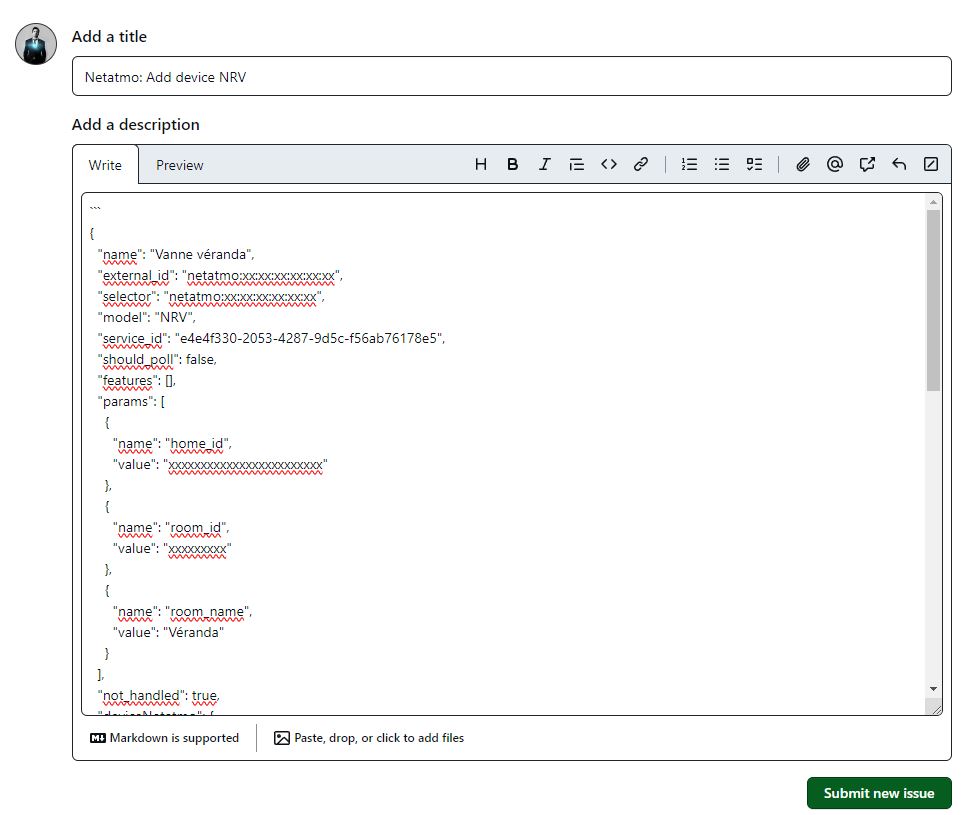 Add a title
Netatmo: Add device NRV
Add a description
Write Preview
```
{
"name": "Vanne véranda",
"external_id": "netatmo:xx:xx:xx:xx:xx:xx",
"selector": "netatmo:xx:xx:xx:xx:xx:xx",
"model": "NRV",
"service_id": "e4e4f330-2053-4287-9d5c-f56ab76178e5",
"should_poll": false,
"features": [],
"params": [
{
"name": "home_id",
"value": "xxxxxxxxxxxxxxxxxxxxxxxx"
},
{
"name": "room_id",
"value": "xxxxxxxxx"
},
{
"name": "room_name",
"value": "Véranda"
}
],
"not_handled": true,
"deviceNetatmo": {
Markdown is supported
Paste, drop, or click to add files
Submit new issue